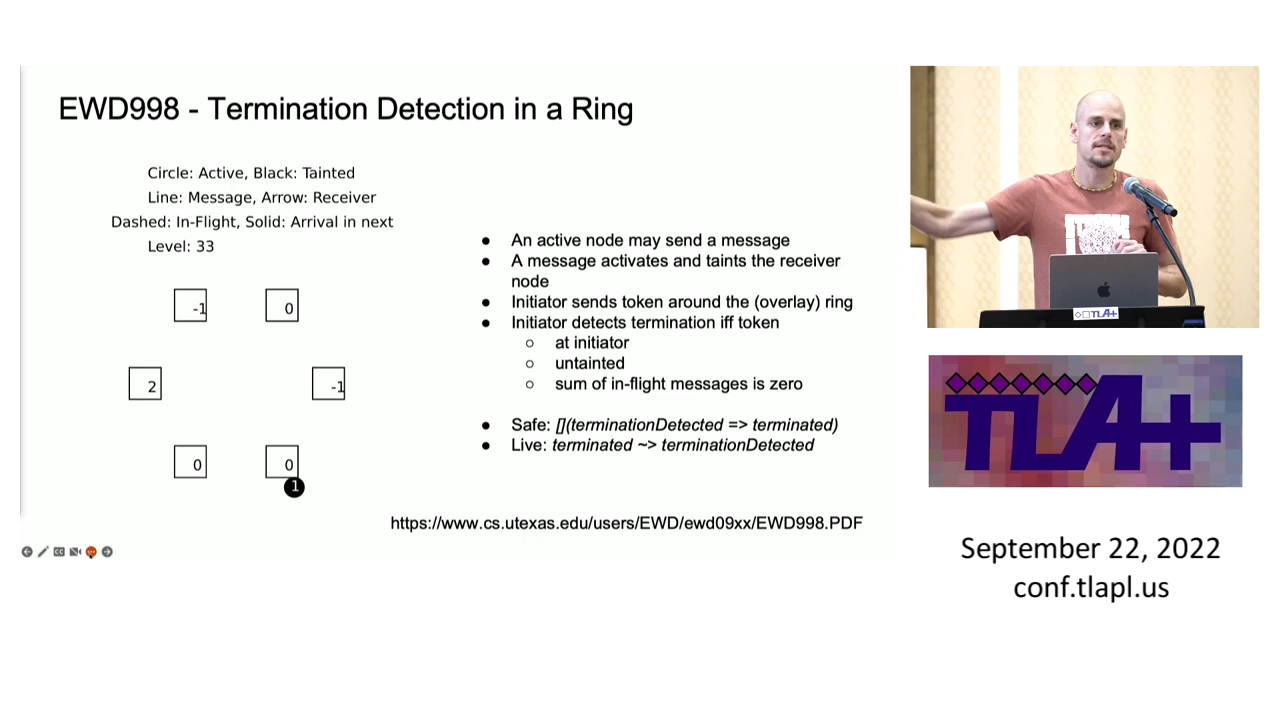 EWD998 - Termination Detection in a Ring
Circle: Active, Black: Tainted
Line: Message, Arrow: Receiver
Dashed: In-Flight, Solid: Arrival in next
Level: 33
-1 0
2 -1
0 0
1
● An active node may send a message
● A message activates and taints the receiver
node
● Initiator sends token around the (overlay) ring
● Initiator detects termination iff token
○ at initiator
○ untainted
○ sum of in-flight messages is zero
● Safe: [](terminationDetected => terminated)
● Live: terminated ~> terminationDetected
https://www.cs.utexas.edu/users/EWD/ewd09xx/EWD998.PDF
TLA+
TLA+
September 22, 2022
conf.tlapl.us